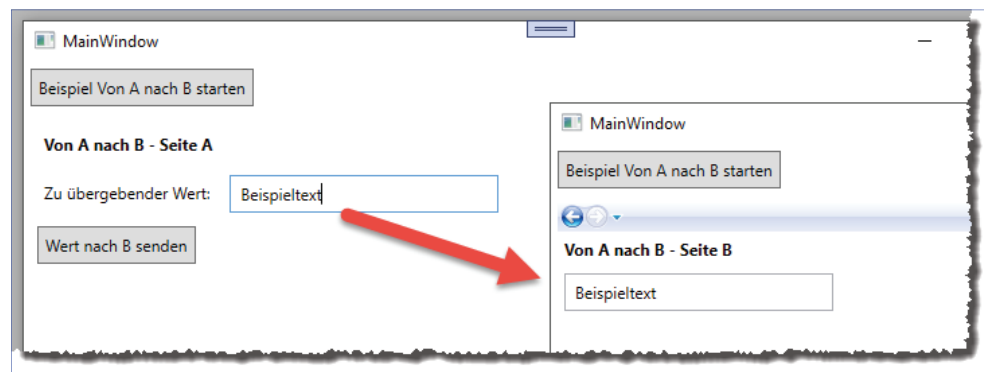 MainWindow
Beispiel Von A nach B starten
Von A nach B - Seite A
Zu übergebender Wert: Beispieltext
Wert nach B senden
MainWindow
Beispiel Von A nach B starten
Von A nach B - Seite B
Beispieltext